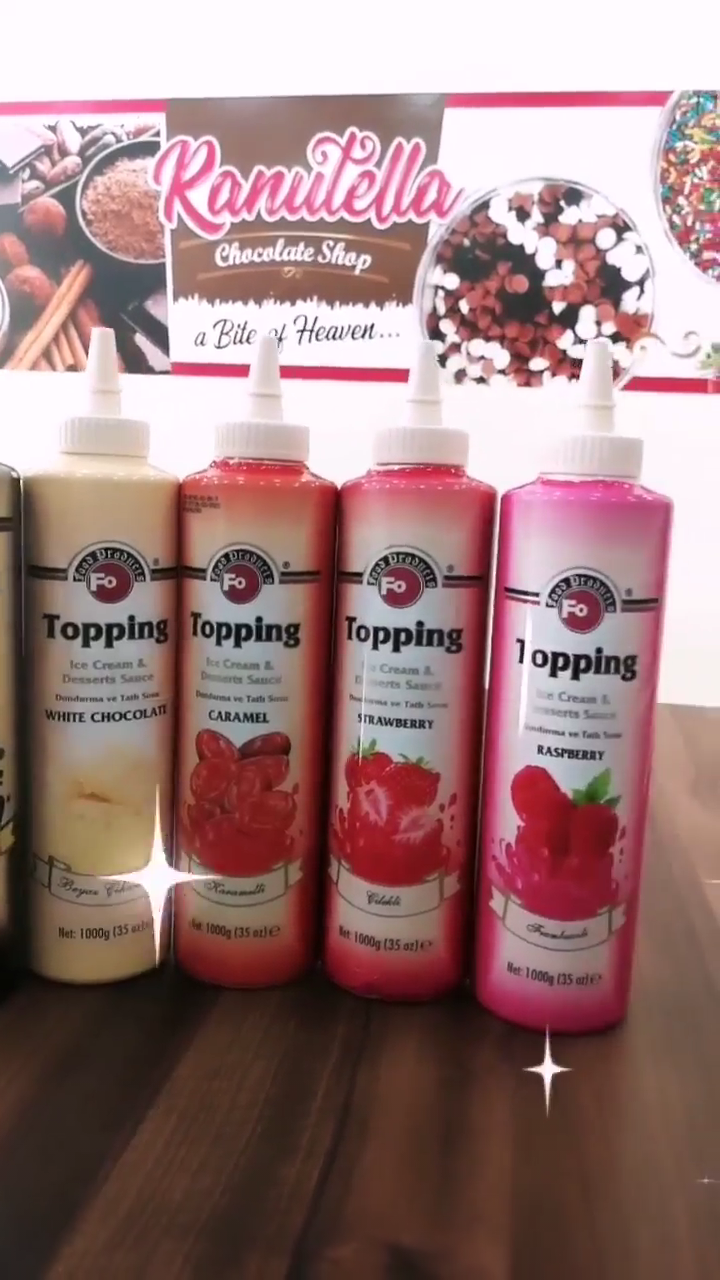 Ranutella
Chocolate Shop
a Bite of Heaven...
Food Products
Fo
Topping
Ice Cream &
Desserts Sauce
Dondurma ve Tatlı Sosu
WHITE CHOCOLATE
Net: 1000g (35 oz)
Food Products
Fo
Topping
Ice Cream &
Desserts Sauce
Dondurma ve Tatlı Sosu
CARAMEL
Karamelli
Net: 1000g (35 oz) e
Food Products
Fo
Topping
Ice Cream &
Desserts Sauce
Dondurma ve Tatlı Sosu
STRAWBERRY
Çilekli
Net: 1000g (35 oz) e
Food Products
Fo
Topping
Ice Cream &
Desserts Sauce
Dondurma ve Tatlı Sosu
RASPBERRY
Frambuazlı
Net: 1000g (35 oz) e